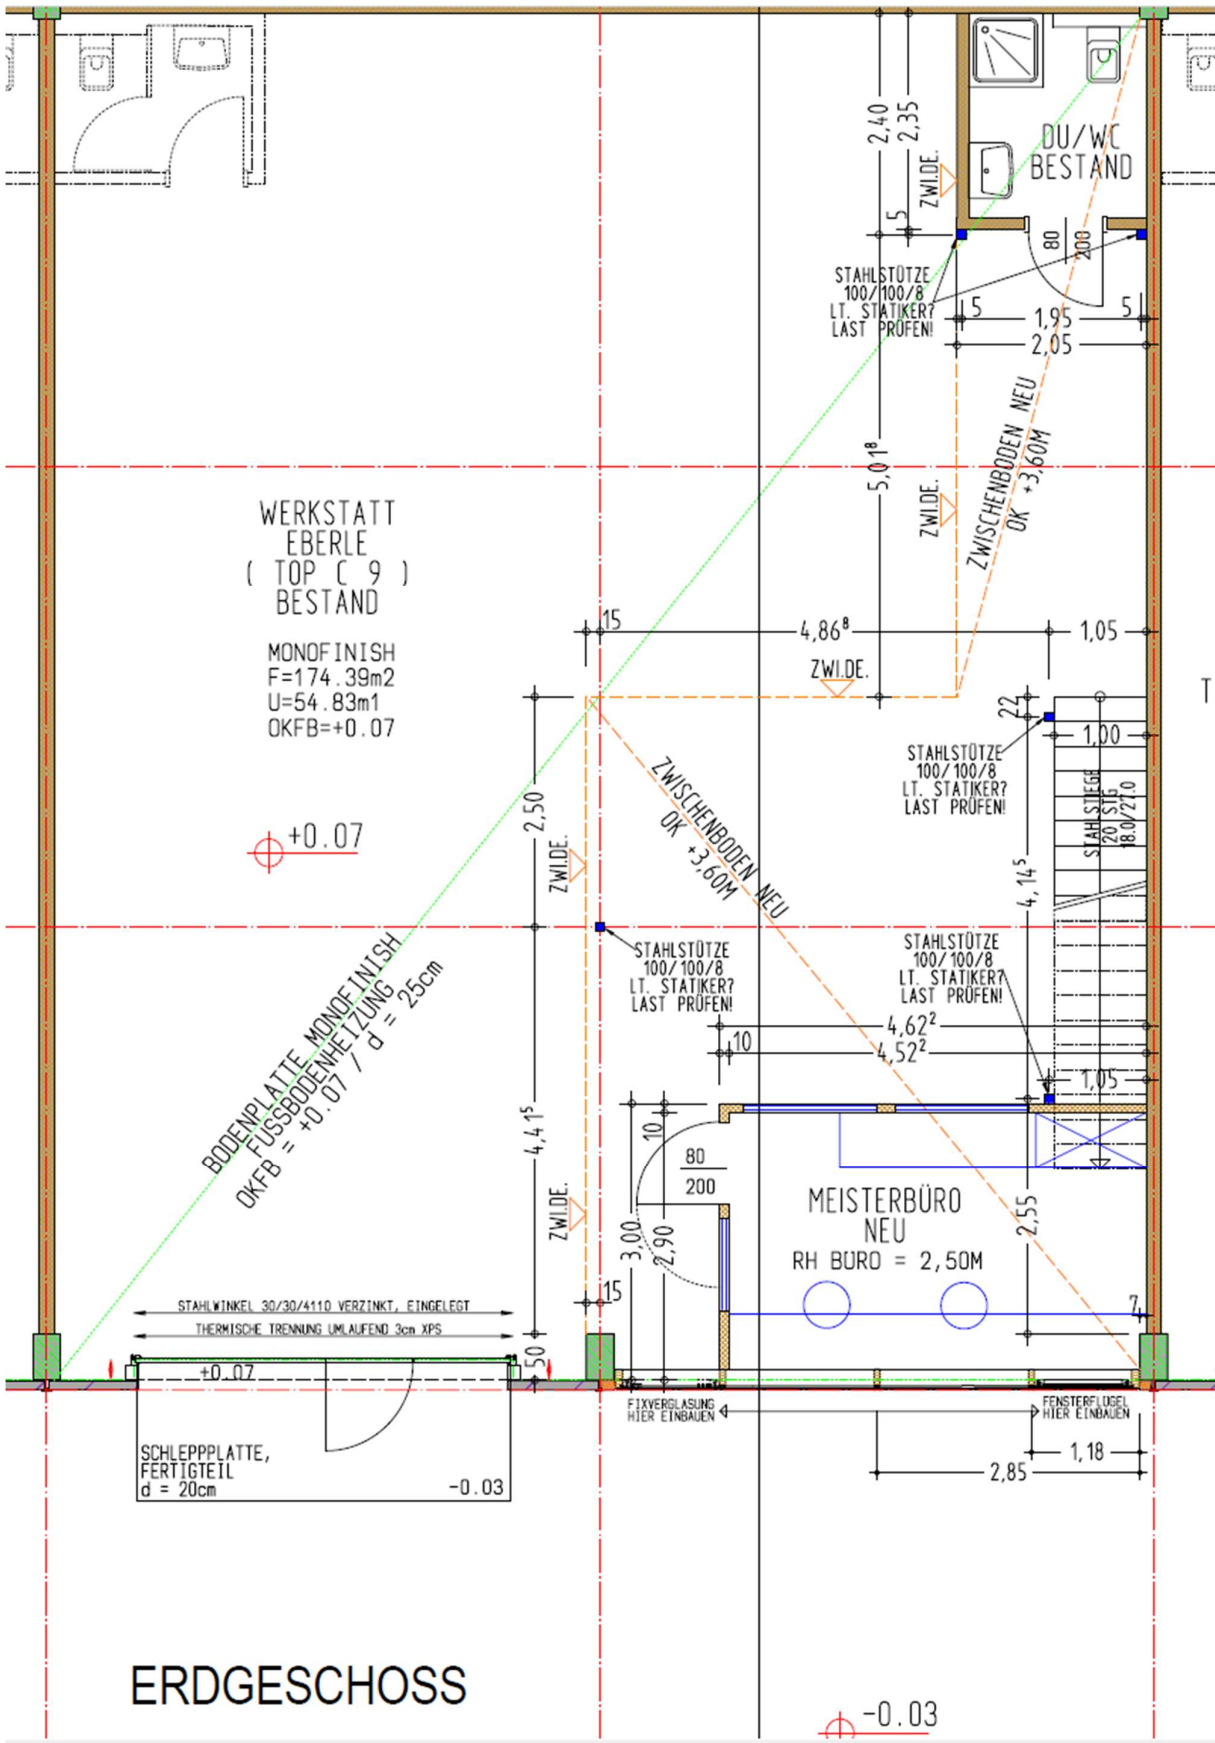 2,40
2,35
5
ZWI.DE.
DU/WC
BESTAND
80
200
STAHLSTÜTZE
100/100/8
LT. STATIKER?
LAST PRÜFEN!
5
1,95
5
2,05
5,01⁸
ZWI.DE.
ZWISCHENBODEN NEU
OK +3,60M
WERKSTATT
EBERLE
( TOP C 9 )
BESTAND
MONOFINISH
F=174.39m2
U=54.83m1
OKFB=+0.07
15
4,86⁸
1,05
ZWI.DE.
T
22
1,00
STAHLSTÜTZE
100/100/8
LT. STATIKER?
LAST PRÜFEN!
STAHLSTIEGE
20 STG
18.0/27.0
ZWISCHENBODEN NEU
OK +3,60M
2,50
+0.07
ZWI.DE.
4,14⁵
STAHLSTÜTZE
100/100/8
LT. STATIKER?
LAST PRÜFEN!
STAHLSTÜTZE
100/100/8
LT. STATIKER?
LAST PRÜFEN!
BODENPLATTE MONOFINISH
FUSSBODENHEIZUNG
OKFB = +0.07 / d = 25cm
4,62²
10
4,52²
1,05
4,41⁵
10
80
200
ZWI.DE.
3,00
2,90
MEISTERBÜRO
NEU
RH BÜRO = 2,50M
2,55
15
7
STAHLWINKEL 30/30/4110 VERZINKT, EINGELEGT
THERMISCHE TRENNUNG UMLAUFEND 3cm XPS
50
+0.07
FIXVERGLASUNG
HIER EINBAUEN
FENSTERFLÜGEL
HIER EINBAUEN
1,18
2,85
SCHLEPPPLATTE,
FERTIGTEIL
d = 20cm
-0.03
ERDGESCHOSS
-0.03